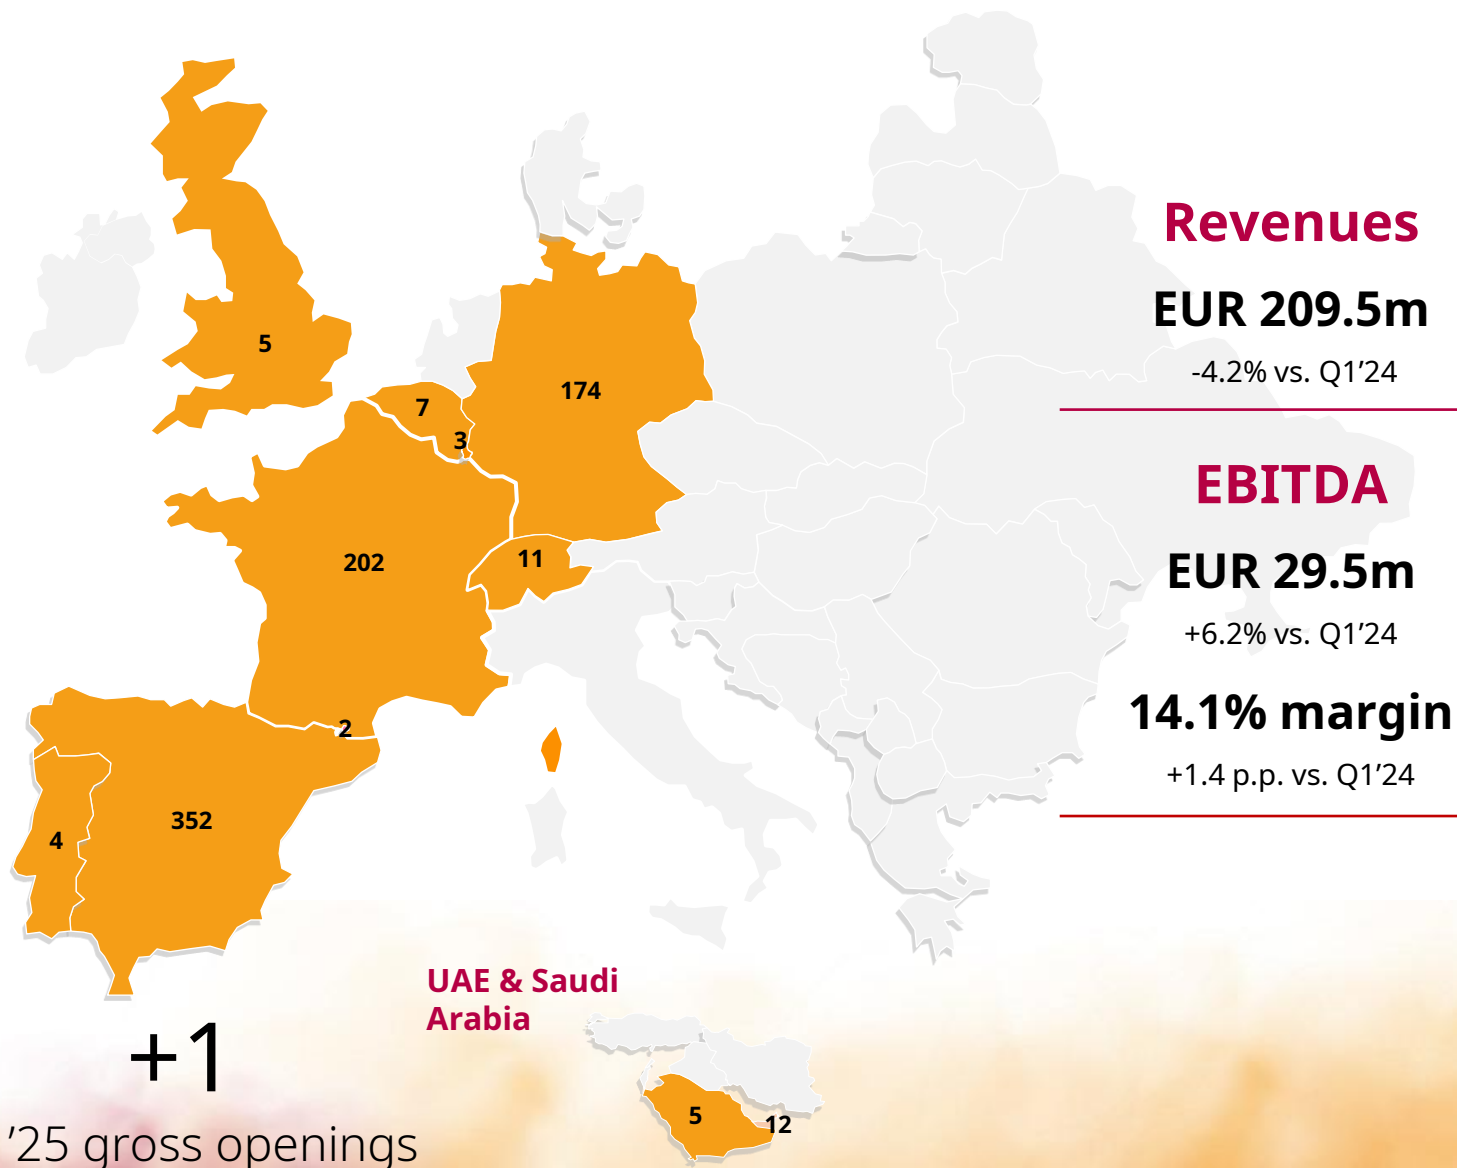 Revenues
EUR 209.5m
-4.2% vs. Q1’24
EBITDA
EUR 29.5m
+6.2% vs. Q1’24
14.1% margin
+1.4 p.p. vs. Q1’24
5
7
3
174
202
11
2
352
4
UAE & Saudi
Arabia
5
12
+1
’25 gross openings